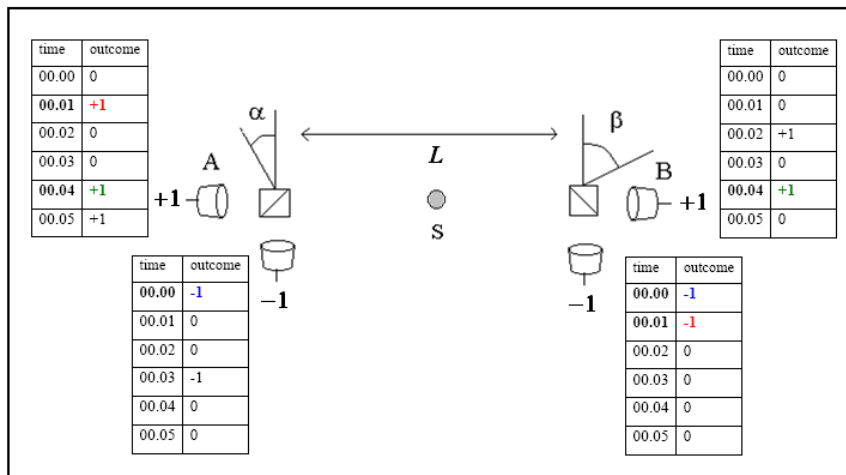 time outcome
00.00 0
00.01 +1
00.02 0
00.03 0
00.04 +1
00.05 +1
α
A
+1
−1
L
S
β
B
+1
−1
time outcome
00.00 0
00.01 0
00.02 +1
00.03 0
00.04 +1
00.05 0
time outcome
00.00 -1
00.01 0
00.02 0
00.03 -1
00.04 0
00.05 0
time outcome
00.00 -1
00.01 -1
00.02 0
00.03 0
00.04 0
00.05 0